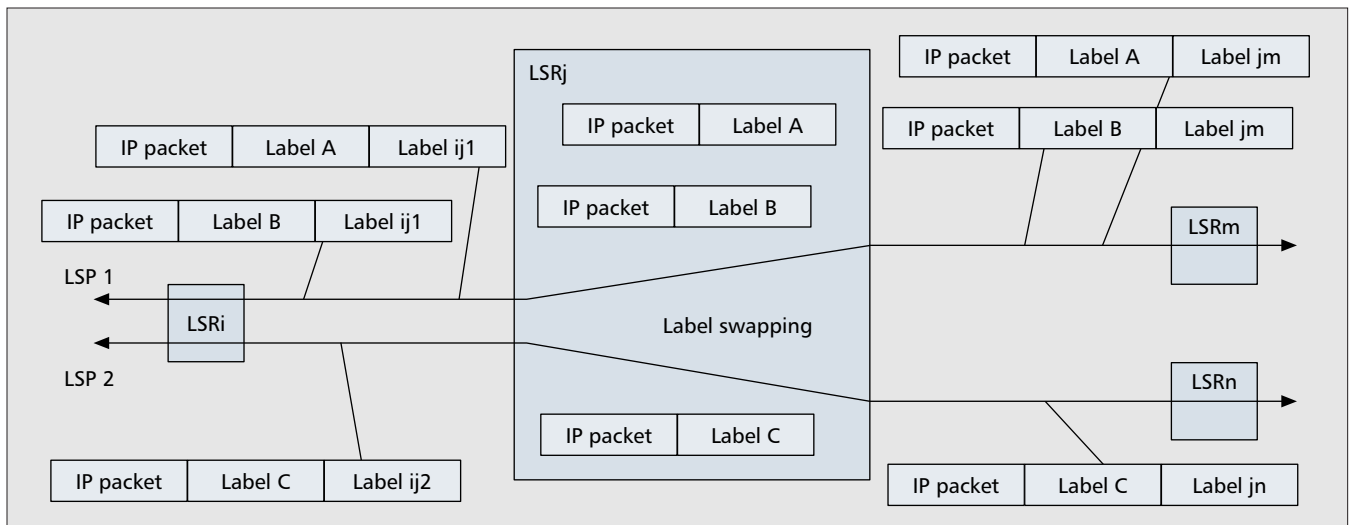 IP packet Label A Label jm
LSRj
IP packet Label A
IP packet Label B Label jm
IP packet Label A Label ij1
IP packet Label B
IP packet Label B Label ij1
LSRm
LSP 1
LSRi
Label swapping
LSP 2
LSRn
IP packet Label C
IP packet Label C Label ij2
IP packet Label C Label jn